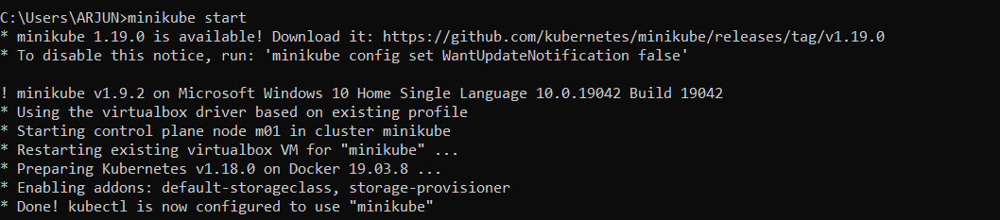 C:\Users\ARJUN>minikube start
* minikube 1.19.0 is available! Download it: https://github.com/kubernetes/minikube/releases/tag/v1.19.0
* To disable this notice, run: 'minikube config set WantUpdateNotification false'
! minikube v1.9.2 on Microsoft Windows 10 Home Single Language 10.0.19042 Build 19042
* Using the virtualbox driver based on existing profile
* Starting control plane node m01 in cluster minikube
* Restarting existing virtualbox VM for "minikube" ...
* Preparing Kubernetes v1.18.0 on Docker 19.03.8 ...
* Enabling addons: default-storageclass, storage-provisioner
* Done! kubectl is now configured to use "minikube"